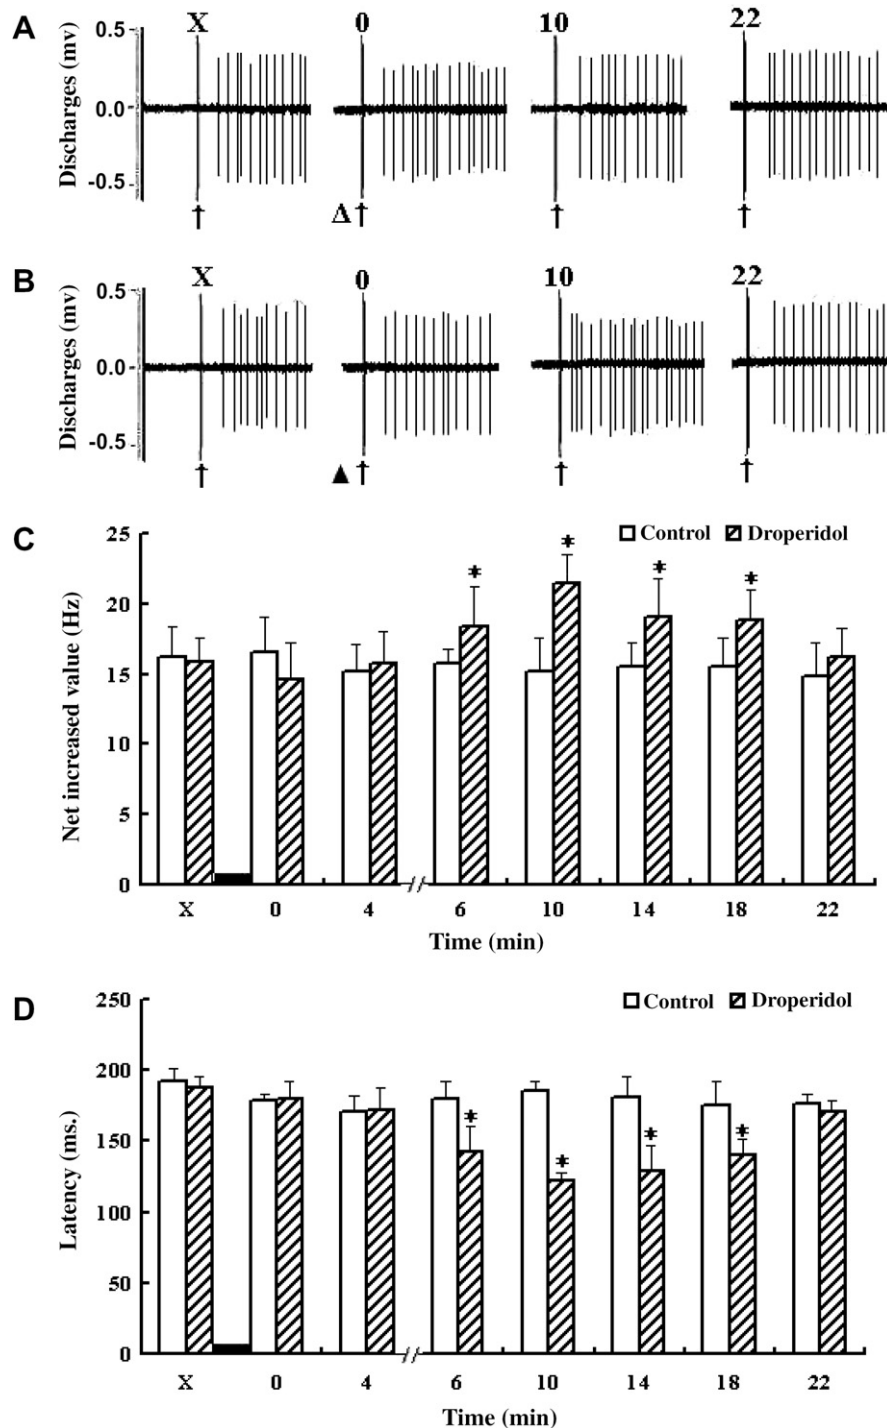 A
X 0 10 22
0.5
0.0
-0.5
Discharges (mv)
↑ Δ ↑ ↑ ↑
B
X 0 10 22
0.5
0.0
-0.5
Discharges (mv)
↑ ▲ ↑ ↑ ↑
C
Control Droperidol
25
20
15
10
5
0
Net increased value (Hz)
* * * *
X 0 4 6 10 14 18 22
Time (min)
D
Control Droperidol
250
200
150
100
50
0
Latency (ms.)
* * * *
X 0 4 6 10 14 18 22
Time (min)